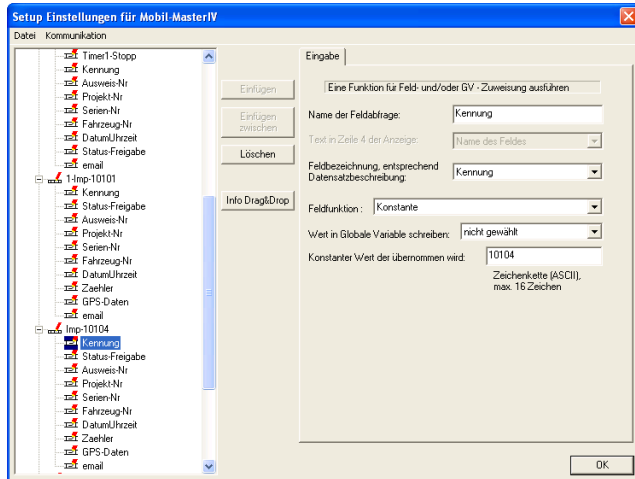 Setup Einstellungen für Mobil-MasterIV
Datei Kommunikation
Timer1-Stopp
Kennung
Ausweis-Nr
Projekt-Nr
Serien-Nr
Fahrzeug-Nr
DatumUhrzeit
Status-Freigabe
email
1-Imp-10101
Kennung
Status-Freigabe
Ausweis-Nr
Projekt-Nr
Serien-Nr
Fahrzeug-Nr
DatumUhrzeit
Zaehler
GPS-Daten
email
Imp-10104
Kennung
Status-Freigabe
Ausweis-Nr
Projekt-Nr
Serien-Nr
Fahrzeug-Nr
DatumUhrzeit
Zaehler
GPS-Daten
email
Einfügen
Einfügen
zwischen
Löschen
Info Drag&Drop
Eingabe
Eine Funktion für Feld- und/oder GV - Zuweisung ausführen
Name der Feldabfrage: Kennung
Text in Zeile 4 der Anzeige: Name des Feldes
Feldbezeichnung, entsprechend
Datensatzbeschreibung: Kennung
Feldfunktion : Konstante
Wert in Globale Variable schreiben: nicht gewählt
Konstanter Wert der übernommen wird: 10104
Zeichenkette (ASCII),
max. 16 Zeichen
OK